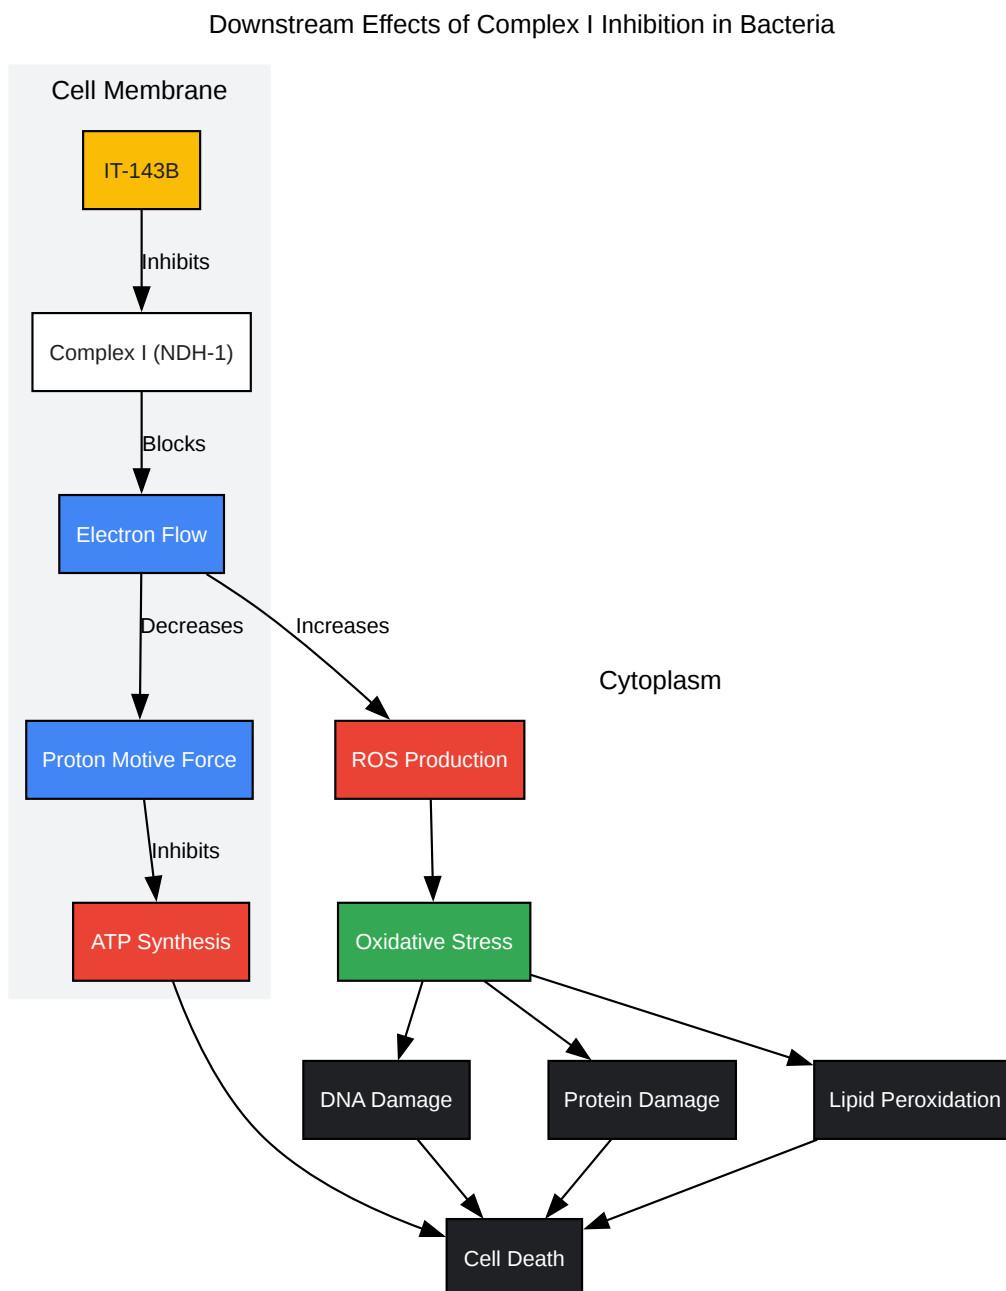 Downstream Effects of Complex I Inhibition in Bacteria
Cell Membrane
IT-143B
Inhibits
Complex I (NDH-1)
Blocks
Electron Flow
Decreases
Increases
Cytoplasm
Proton Motive Force
ROS Production
Inhibits
ATP Synthesis
Oxidative Stress
DNA Damage
Protein Damage
Lipid Peroxidation
Cell Death